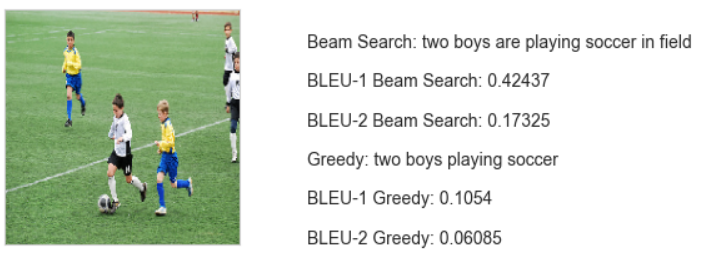 Beam Search: two boys are playing soccer in field
BLEU-1 Beam Search: 0.42437
BLEU-2 Beam Search: 0.17325
Greedy: two boys playing soccer
BLEU-1 Greedy: 0.1054
BLEU-2 Greedy: 0.06085